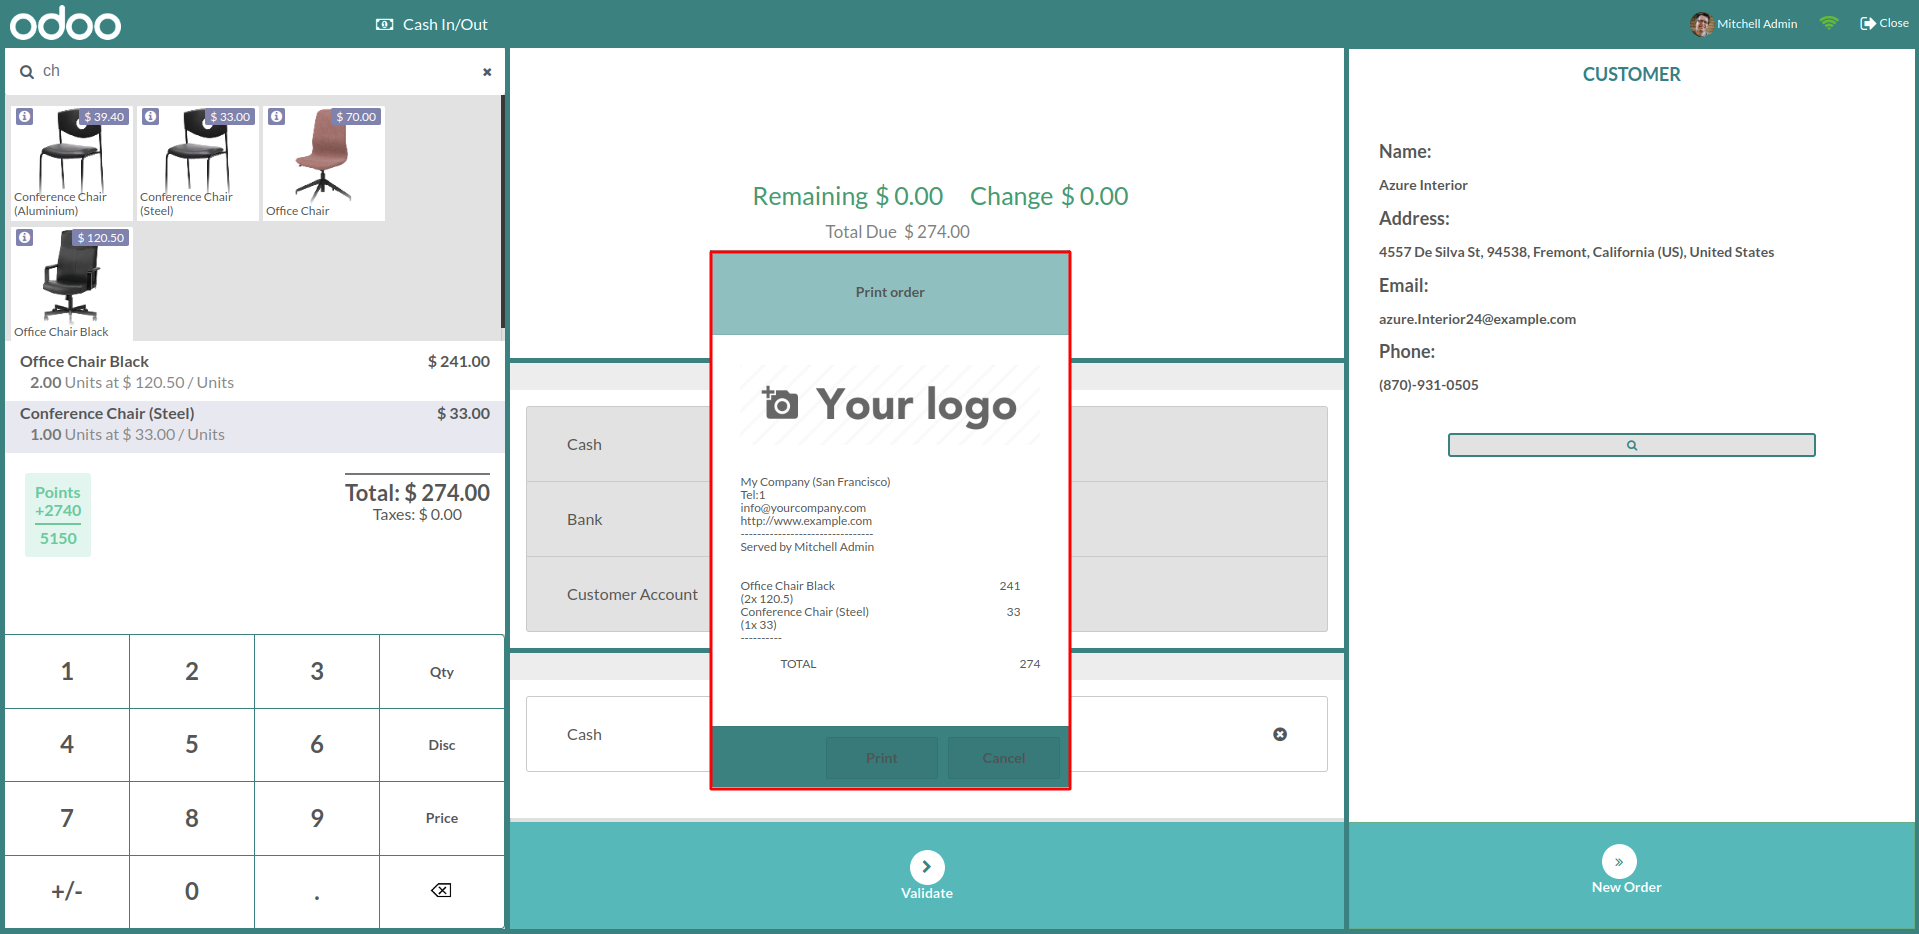 odoo
Cash In/Out
Mitchell Admin
Close
ch
$ 39.40
Conference Chair
(Aluminium)
$ 33.00
Conference Chair
(Steel)
$ 70.00
Office Chair
$ 120.50
Office Chair Black
Office Chair Black $ 241.00
2.00 Units at $ 120.50 / Units
Conference Chair (Steel) $ 33.00
1.00 Units at $ 33.00 / Units
Points
+2740
5150
Total: $ 274.00
Taxes: $ 0.00
1 2 3 Qty
4 5 6 Disc
7 8 9 Price
+/- 0 .
Remaining $ 0.00 Change $ 0.00
Total Due $ 274.00
Cash
Bank
Customer Account
Cash
Print order
Your logo
My Company (San Francisco)
Tel:1
info@yourcompany.com
http://www.example.com
--------------------------------
Served by Mitchell Admin
Office Chair Black 241
(2x 120.5)
Conference Chair (Steel) 33
(1x 33)
----------
TOTAL 274
Print Cancel
Validate
CUSTOMER
Name:
Azure Interior
Address:
4557 De Silva St, 94538, Fremont, California (US), United States
Email:
azure.Interior24@example.com
Phone:
(870)-931-0505
New Order